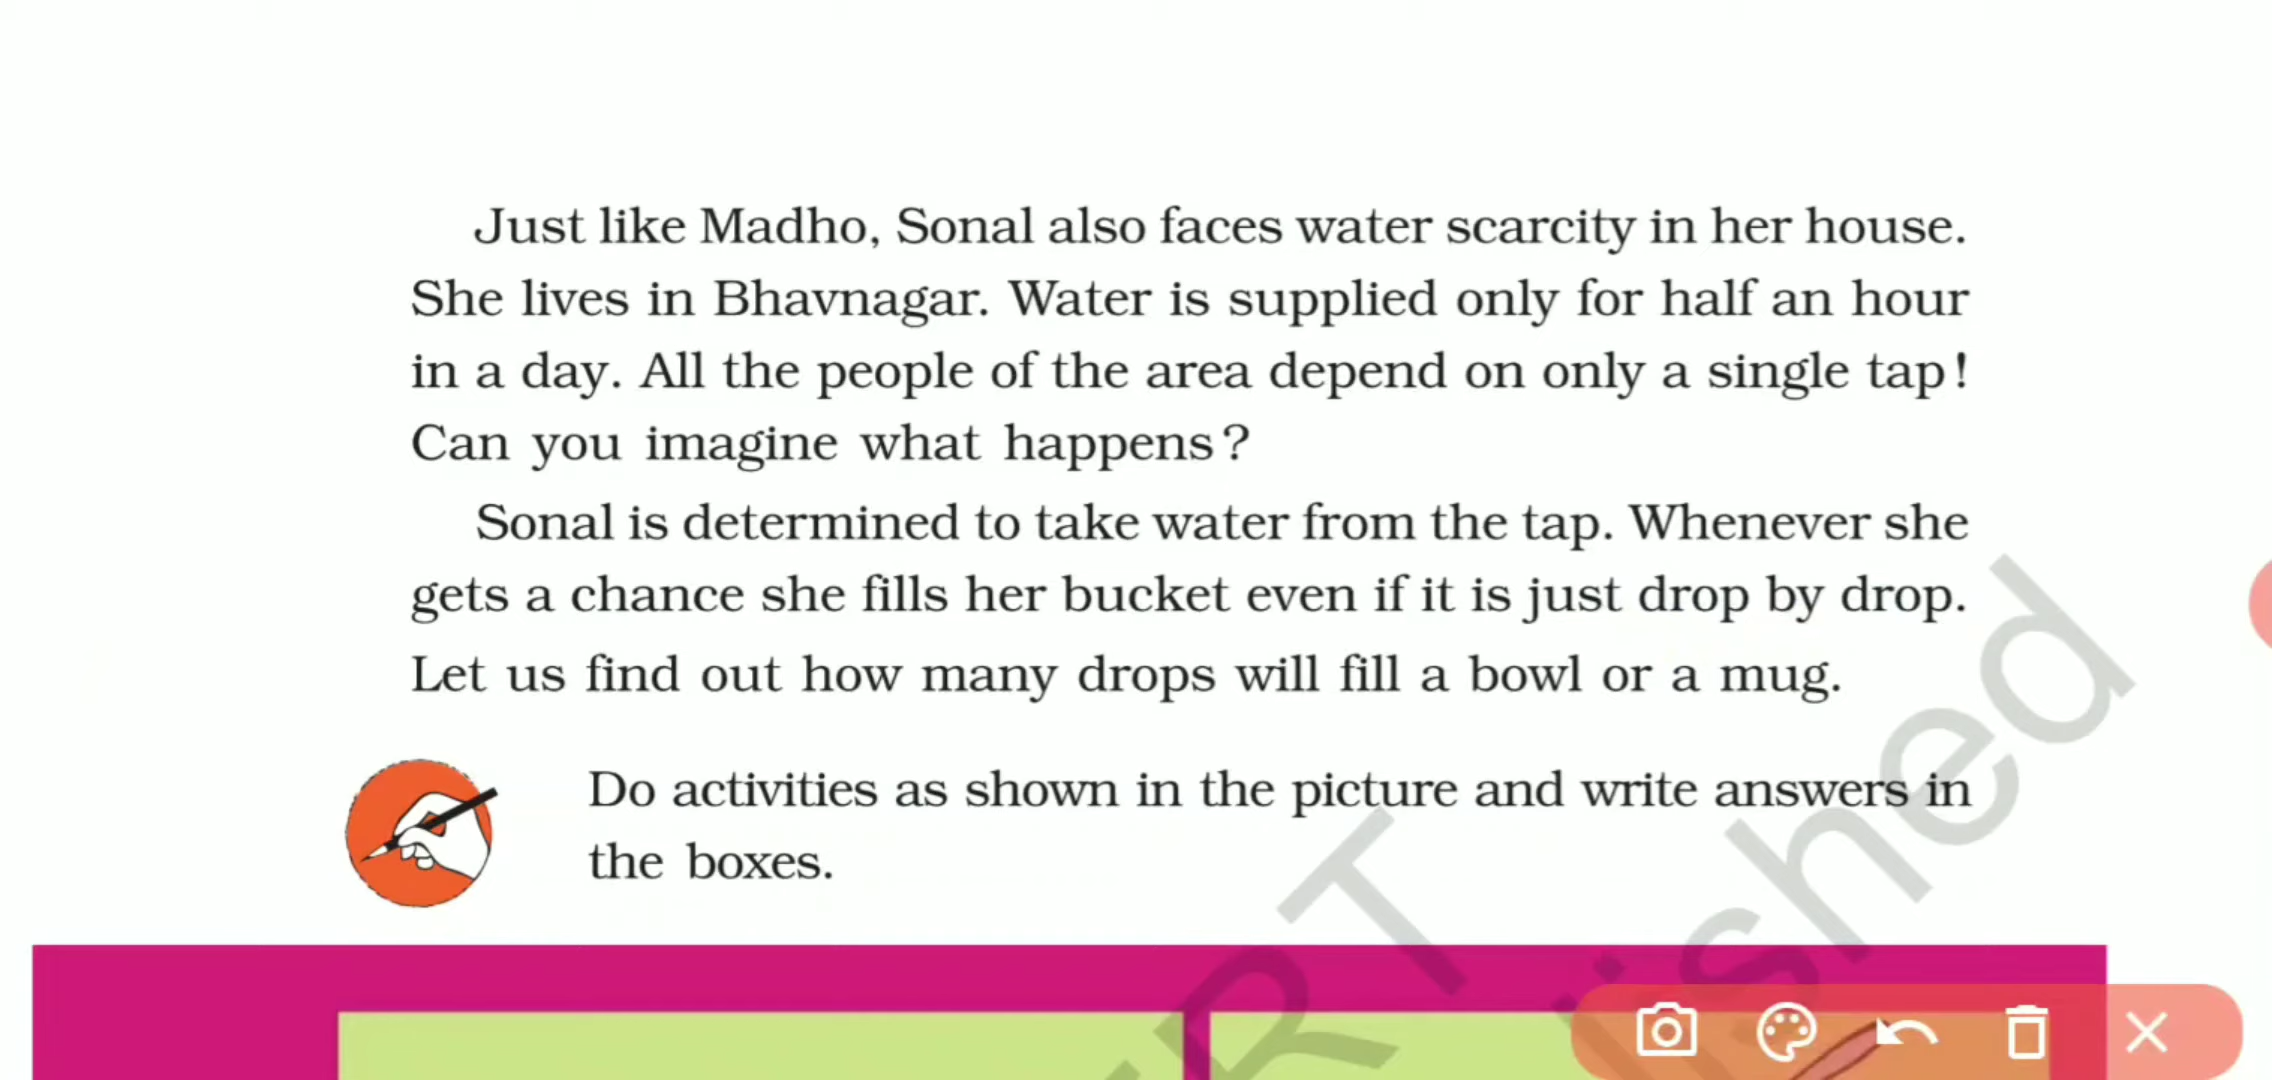 Just like Madho, Sonal also faces water scarcity in her house.
She lives in Bhavnagar. Water is supplied only for half an hour
in a day. All the people of the area depend on only a single tap!
Can you imagine what happens?
Sonal is determined to take water from the tap. Whenever she
gets a chance she fills her bucket even if it is just drop by drop.
Let us find out how many drops will fill a bowl or a mug.
Do activities as shown in the picture and write answers in
the boxes.